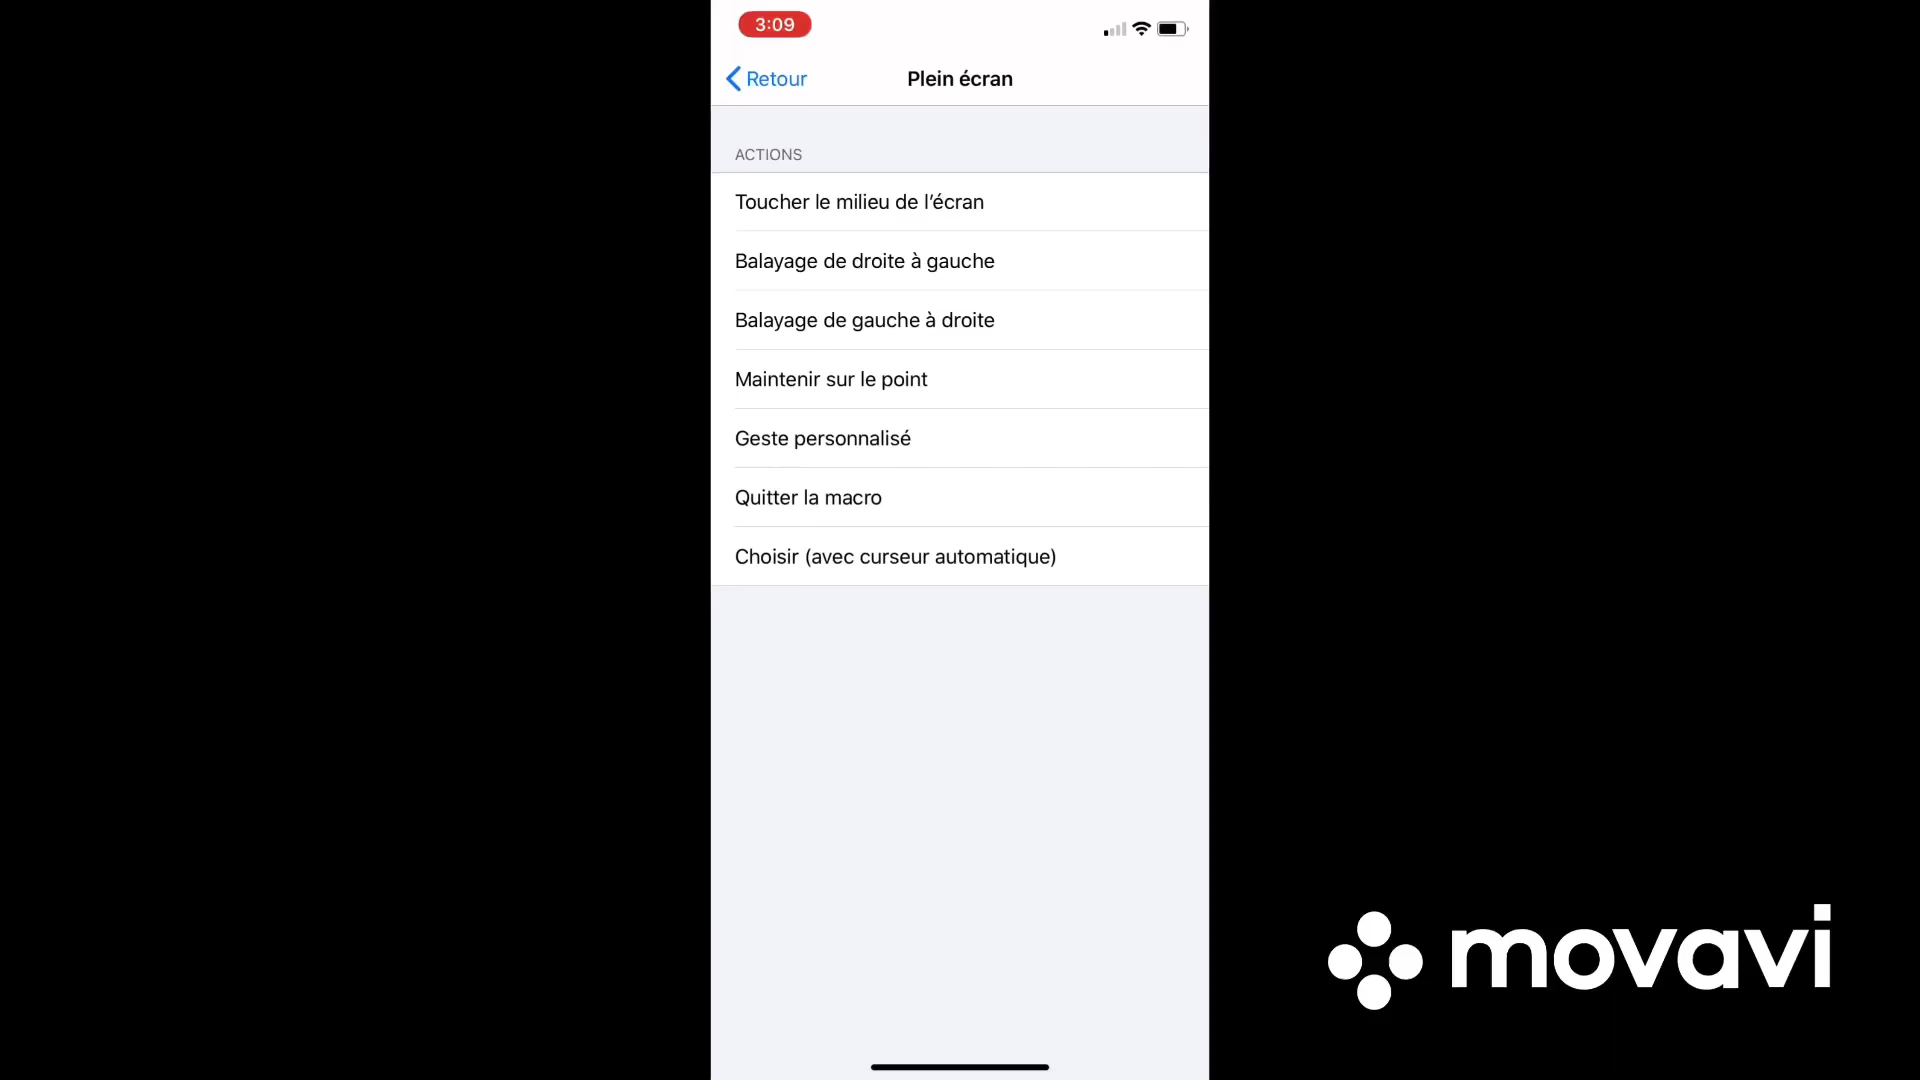 3:09
Retour
Plein écran
ACTIONS
Toucher le milieu de l’écran
Balayage de droite à gauche
Balayage de gauche à droite
Maintenir sur le point
Geste personnalisé
Quitter la macro
Choisir (avec curseur automatique)
movavi